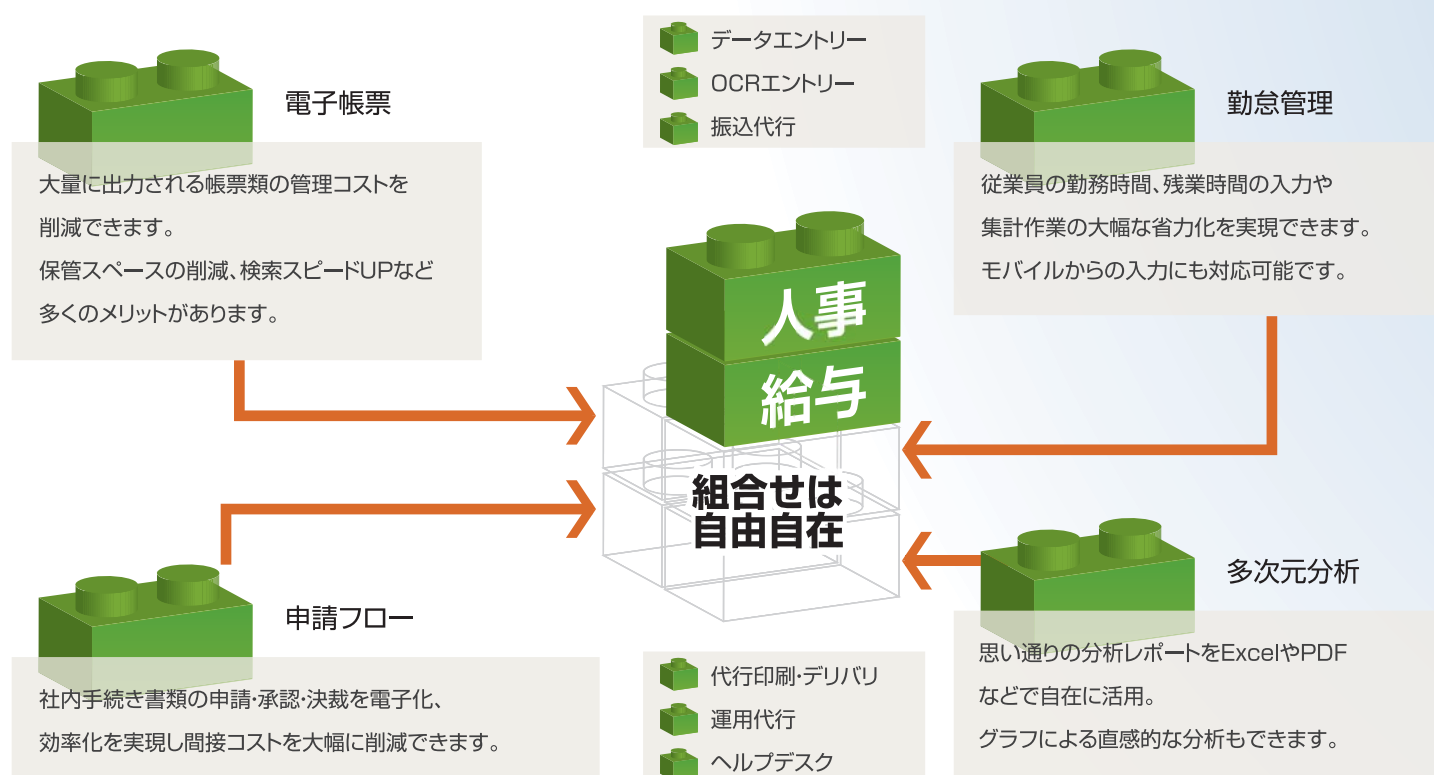 電子帳票
大量に出力される帳票類の管理コストを
削減できます。
保管スペースの削減、検索スピードUPなど
多くのメリットがあります。
データエントリー
OCRエントリー
振込代行
勤怠管理
従業員の勤務時間、残業時間の入力や
集計作業の大幅な省力化を実現できます。
モバイルからの入力にも対応可能です。
人事
給与
組合せは
自由自在
申請フロー
社内手続き書類の申請・承認・決裁を電子化、
効率化を実現し間接コストを大幅に削減できます。
代行印刷・デリバリ
運用代行
ヘルプデスク
多次元分析
思い通りの分析レポートをExcelやPDF
などで自在に活用。
グラフによる直感的な分析もできます。